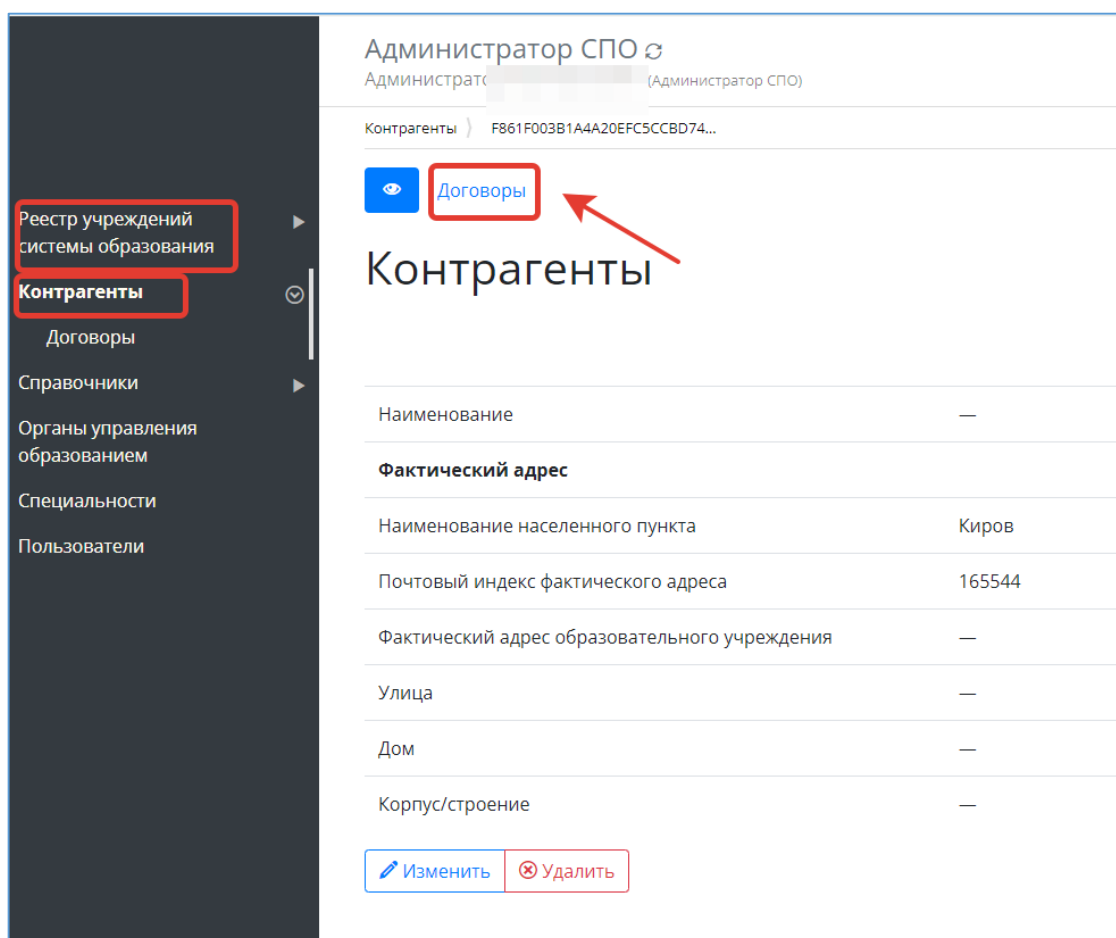 Администратор СПО
Администрато (Администратор СПО)
Контрагенты F861F003B1A4A20EFC5CCBD74...
Договоры
Контрагенты
Реестр учреждений
системы образования
Контрагенты
Договоры
Справочники
Органы управления
образованием
Специальности
Пользователи
Наименование —
Фактический адрес
Наименование населенного пункта Киров
Почтовый индекс фактического адреса 165544
Фактический адрес образовательного учреждения —
Улица —
Дом —
Корпус/строение —
Изменить Удалить